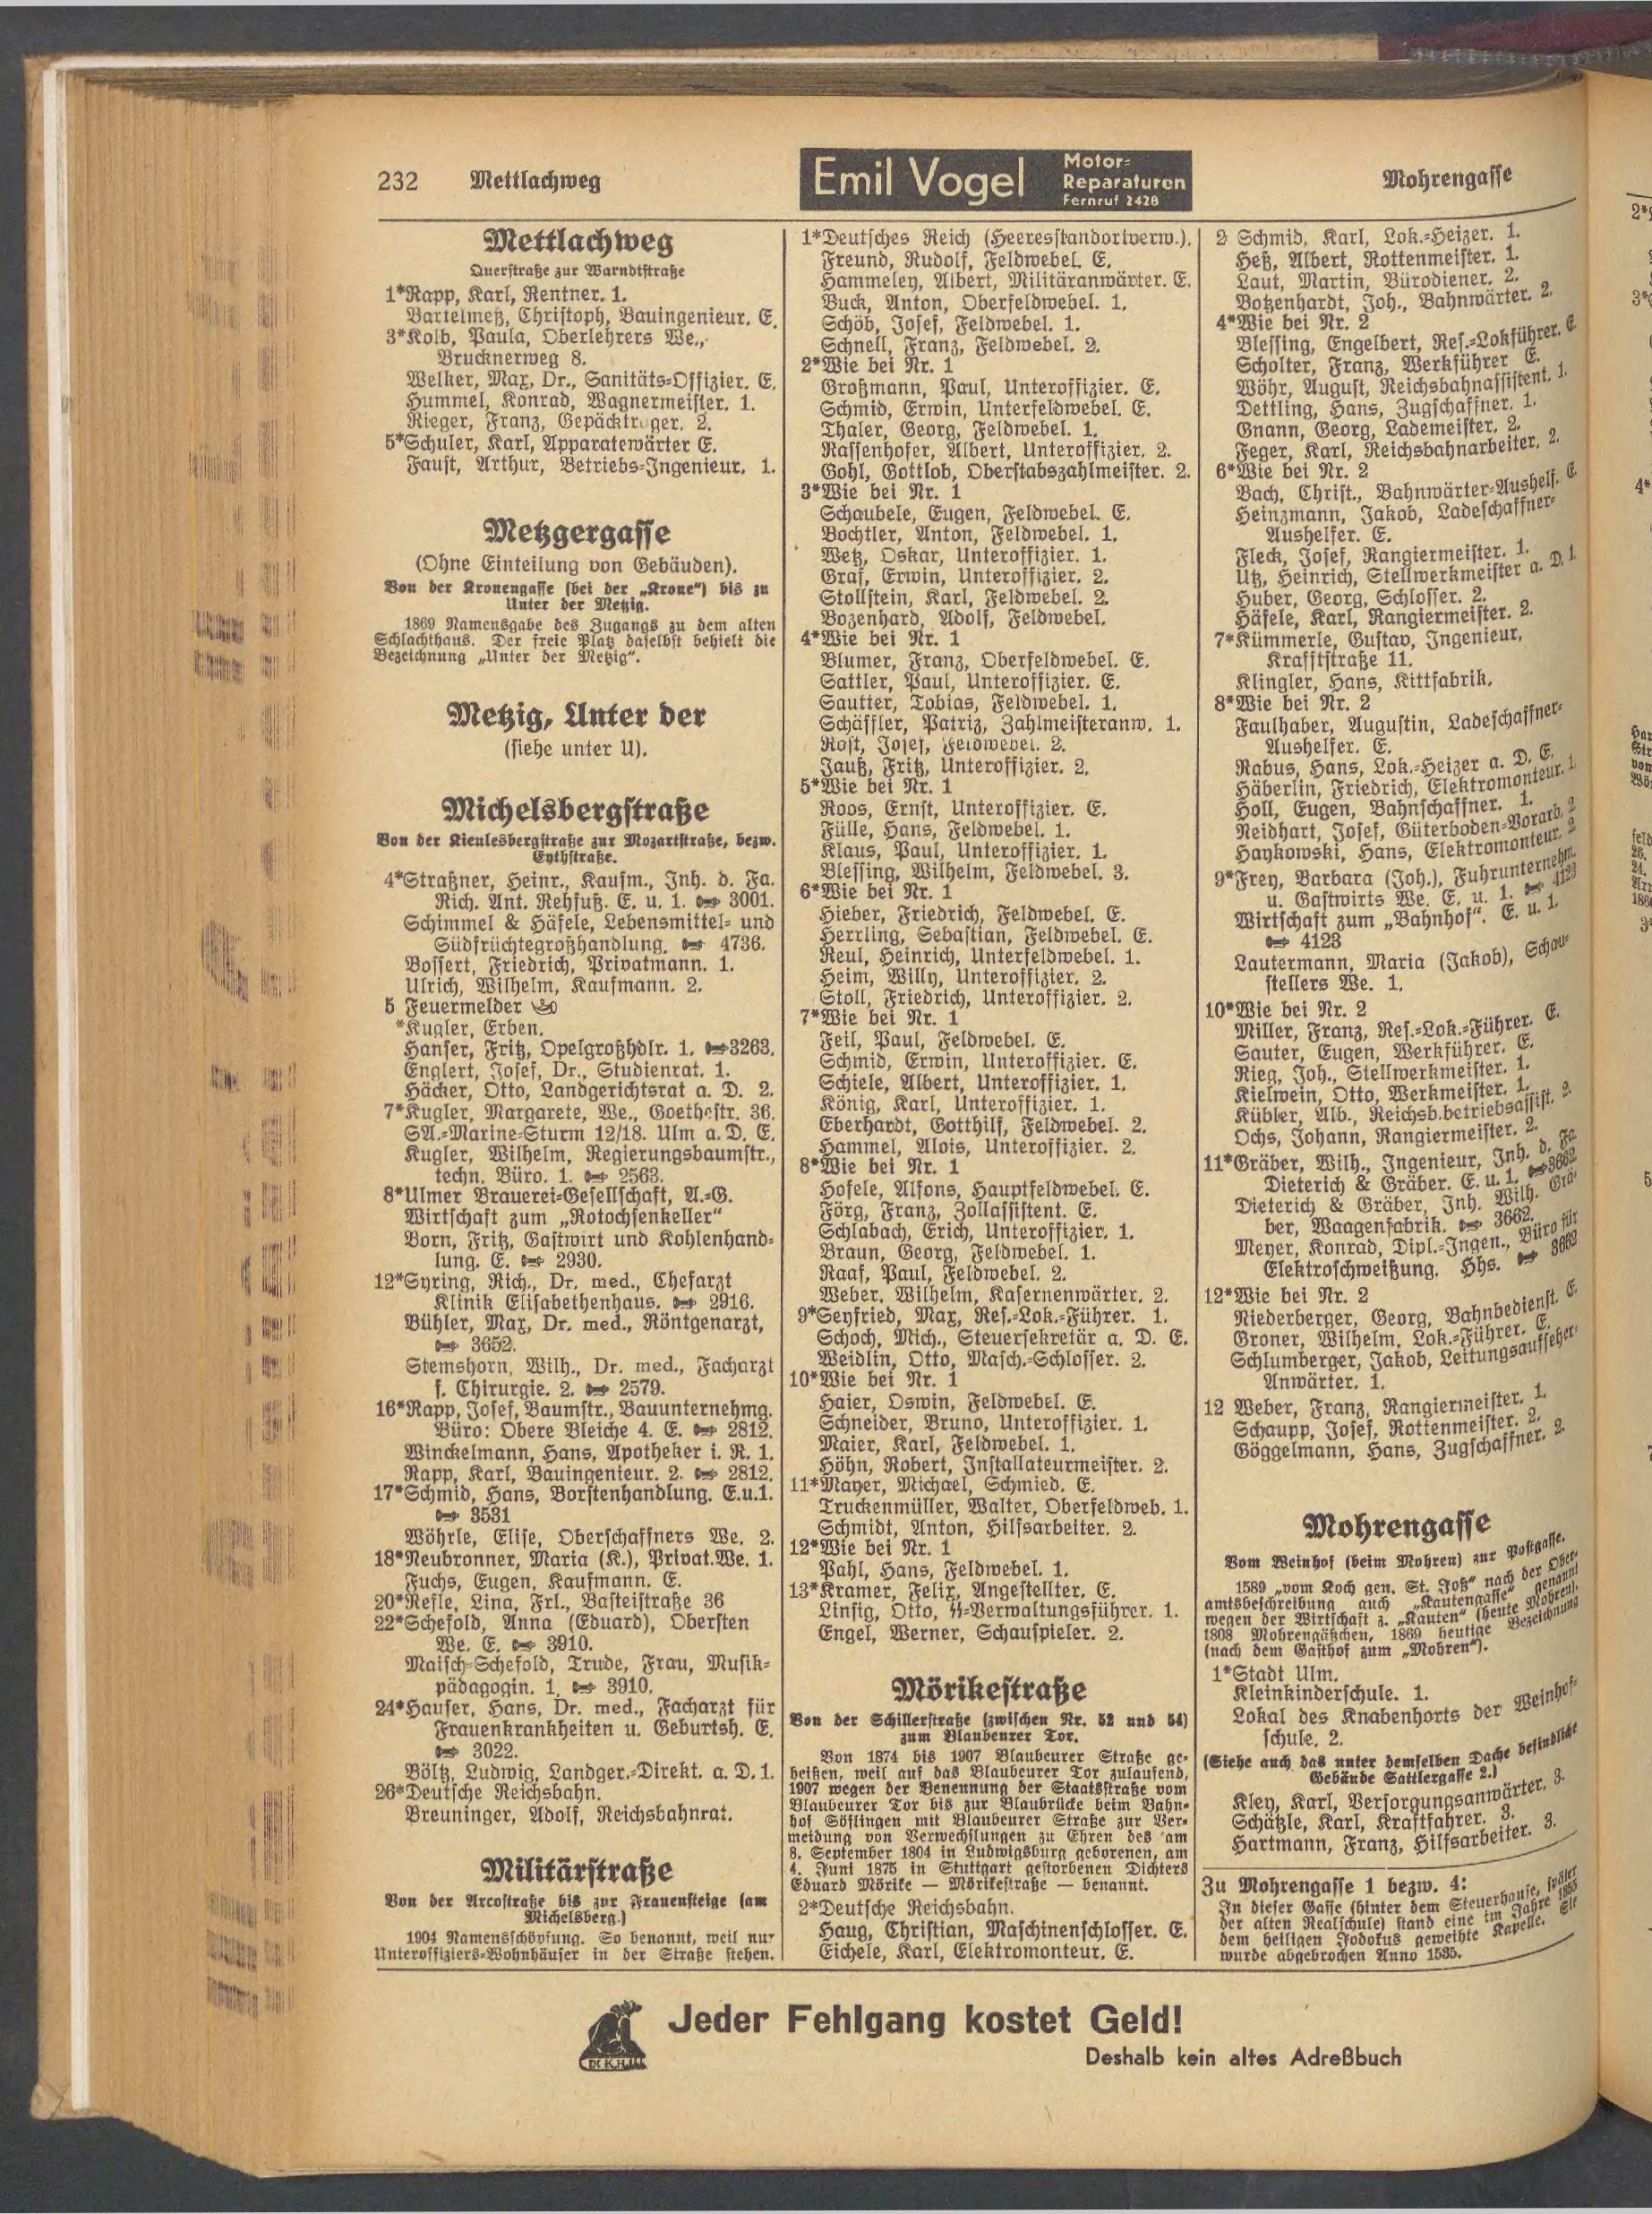 232 Mettlachweg
Emil Vogel Motor=
Reparaturen
Fernruf 2428
Mohrengasse
Mettlachweg
Querstraße zur Warndtstraße
1*Rapp, Karl, Rentner. 1.
Bartelmeß, Christoph, Bauingenieur. E.
3*Kolb, Paula, Oberlehrers We.,
Brucknerweg 8.
Welker, Max, Dr., Sanitäts=Offizier. E.
Hummel, Konrad, Wagnermeister. 1.
Rieger, Franz, Gepäckträger. 2.
5*Schuler, Karl, Apparatewärter E.
Faust, Arthur, Betriebs=Ingenieur. 1.
Metzgergasse
(Ohne Einteilung von Gebäuden).
Von der Kronengasse (bei der „Krone“) bis zu
Unter der Metzig.
1869 Namensgabe des Zugangs zu dem alten
Schlachthaus. Der freie Platz daselbst behielt die
Bezeichnung „Unter der Metzig“.
Metzig, Unter der
(siehe unter U).
Michelsbergstraße
Von der Kienlesbergstraße zur Mozartstraße, bezw.
Eythstraße.
4*Straßner, Heinr., Kaufm., Inh. d. Fa.
Rich. Ant. Rehfuß. E. u. 1. 3001.
Schimmel & Häfele, Lebensmittel= und
Südfrüchtegroßhandlung. 4736.
Bossert, Friedrich, Privatmann. 1.
Ulrich, Wilhelm, Kaufmann. 2.
5 Feuermelder
*Kugler, Erben.
Hanser, Fritz, Opelgroßhdlr. 1. 3263.
Englert, Josef, Dr., Studienrat. 1.
Häcker, Otto, Landgerichtsrat a. D. 2.
7*Kugler, Margarete, We., Goethestr. 36.
SA.=Marine=Sturm 12/18. Ulm a. D. E.
Kugler, Wilhelm, Regierungsbaumstr.,
techn. Büro. 1. 2563.
8*Ulmer Brauerei=Gesellschaft, A.=G.
Wirtschaft zum „Rotochsenkeller“
Born, Fritz, Gastwirt und Kohlenhand=
lung. E. 2930.
12*Syring, Rich., Dr. med., Chefarzt
Klinik Elisabethenhaus. 2916.
Bühler, Max, Dr. med., Röntgenarzt,
3652.
Stemshorn, Wilh., Dr. med., Facharzt
f. Chirurgie. 2. 2579.
16*Rapp, Josef, Baumstr., Bauunternehmg.
Büro: Obere Bleiche 4. E. 2812.
Winckelmann, Hans, Apotheker i. R. 1.
Rapp, Karl, Bauingenieur. 2. 2812.
17*Schmid, Hans, Borstenhandlung. E.u.1.
3531
Wöhrle, Elise, Oberschaffners We. 2.
18*Neubronner, Maria (K.), Privat.We. 1.
Fuchs, Eugen, Kaufmann. E.
20*Resle, Lina, Frl., Basteistraße 36
22*Schefold, Anna (Eduard), Obersten
We. E. 3910.
Maisch=Schefold, Trude, Frau, Musik=
pädagogin. 1. 3910.
24*Hauser, Hans, Dr. med., Facharzt für
Frauenkrankheiten u. Geburtsh. E.
3022.
Böltz, Ludwig, Landger.=Direkt. a. D. 1.
26*Deutsche Reichsbahn.
Breuninger, Adolf, Reichsbahnrat.
Militärstraße
Von der Arcostraße bis zur Frauensteige (am
Michelsberg.)
1904 Namensschöpfung. So benannt, weil nur
Unteroffiziers=Wohnhäuser in der Straße stehen.
1*Deutsches Reich (Heeresstandortverw.).
Freund, Rudolf, Feldwebel. E.
Hammeley, Albert, Militäranwärter. E.
Buck, Anton, Oberfeldwebel. 1.
Schöb, Josef, Feldwebel. 1.
Schnell, Franz, Feldwebel. 2.
2*Wie bei Nr. 1
Großmann, Paul, Unteroffizier. E.
Schmid, Erwin, Unterfeldwebel. E.
Thaler, Georg, Feldwebel. 1.
Rassenhofer, Albert, Unteroffizier. 2.
Gohl, Gottlob, Oberstabszahlmeister. 2.
3*Wie bei Nr. 1
Schaubele, Eugen, Feldwebel. E.
Bochtler, Anton, Feldwebel. 1.
Wetz, Oskar, Unteroffizier. 1.
Graf, Erwin, Unteroffizier. 2.
Stollstein, Karl, Feldwebel. 2.
Bozenhard, Adolf, Feldwebel.
4*Wie bei Nr. 1
Blumer, Franz, Oberfeldwebel. E.
Sattler, Paul, Unteroffizier. E.
Sautter, Tobias, Feldwebel. 1.
Schäffler, Patriz, Zahlmeisteranw. 1.
Rost, Josef, Feldwebel. 2.
Jauß, Fritz, Unteroffizier. 2.
5*Wie bei Nr. 1
Roos, Ernst, Unteroffizier. E.
Fülle, Hans, Feldwebel. 1.
Klaus, Paul, Unteroffizier. 1.
Blessing, Wilhelm, Feldwebel. 3.
6*Wie bei Nr. 1
Hieber, Friedrich, Feldwebel. E.
Herrling, Sebastian, Feldwebel. E.
Reul, Heinrich, Unterfeldwebel. 1.
Heim, Willy, Unteroffizier. 2.
Stoll, Friedrich, Unteroffizier. 2.
7*Wie bei Nr. 1
Feil, Paul, Feldwebel. E.
Schmid, Erwin, Unteroffizier. E.
Schiele, Albert, Unteroffizier. 1.
König, Karl, Unteroffizier. 1.
Eberhardt, Gotthilf, Feldwebel. 2.
Hammel, Alois, Unteroffizier. 2.
8*Wie bei Nr. 1
Hofele, Alfons, Hauptfeldwebel. E.
Förg, Franz, Zollassistent. E.
Schlabach, Erich, Unteroffizier. 1.
Braun, Georg, Feldwebel. 1.
Raaf, Paul, Feldwebel. 2.
Weber, Wilhelm, Kasernenwärter. 2.
9*Seyfried, Max, Res.=Lok.=Führer. 1.
Schoch, Mich., Steuersekretär a. D. E.
Weidlin, Otto, Masch.=Schlosser. 2.
10*Wie bei Nr. 1
Haier, Oswin, Feldwebel. E.
Schneider, Bruno, Unteroffizier. 1.
Maier, Karl, Feldwebel. 1.
Höhn, Robert, Installateurmeister. 2.
11*Mayer, Michael, Schmied. E.
Truckenmüller, Walter, Oberfeldweb. 1.
Schmidt, Anton, Hilfsarbeiter. 2.
12*Wie bei Nr. 1
Pahl, Hans, Feldwebel. 1.
13*Kramer, Felix, Angestellter. E.
Linsig, Otto, SS=Verwaltungsführer. 1.
Engel, Werner, Schauspieler. 2.
Mörikestraße
Von der Schillerstraße (zwischen Nr. 52 und 54)
zum Blaubeurer Tor.
Von 1874 bis 1907 Blaubeurer Straße ge=
heißen, weil auf das Blaubeurer Tor zulaufend,
1907 wegen der Benennung der Staatsstraße vom
Blaubeurer Tor bis zur Blaubrücke beim Bahn=
hof Söflingen mit Blaubeurer Straße zur Ver=
meidung von Verwechslungen zu Ehren des am
8. September 1804 in Ludwigsburg geborenen, am
4. Juni 1875 in Stuttgart gestorbenen Dichters
Eduard Mörike — Mörikestraße — benannt.
2*Deutsche Reichsbahn.
Haug, Christian, Maschinenschlosser. E.
Eichele, Karl, Elektromonteur. E.
2 Schmid, Karl, Lok.=Heizer. 1.
Heß, Albert, Rottenmeister. 1.
Laut, Martin, Bürodiener. 2.
Botzenhardt, Joh., Bahnwärter. 2.
4*Wie bei Nr. 2
Blessing, Engelbert, Res.=Lokführer. E.
Scholter, Franz, Werkführer E.
Wöhr, August, Reichsbahnassistent. 1.
Dettling, Hans, Zugschaffner. 1.
Gnann, Georg, Lademeister. 2.
Feger, Karl, Reichsbahnarbeiter. 2.
6*Wie bei Nr. 2
Bach, Christ., Bahnwärter=Aushelf. E.
Heinzmann, Jakob, Ladeschaffner=
Aushelfer. E.
Fleck, Josef, Rangiermeister. 1.
Utz, Heinrich, Stellwerkmeister a. D. 1
Huber, Georg, Schlosser. 2.
Häfele, Karl, Rangiermeister. 2.
7*Kümmerle, Gustav, Ingenieur,
Krafftstraße 11.
Klingler, Hans, Kittfabrik.
8*Wie bei Nr. 2
Faulhaber, Augustin, Ladeschaffner=
Aushelfer. E.
Rabus, Hans, Lok.=Heizer a. D. E.
Häberlin, Friedrich, Elektromonteur. 1
Holl, Eugen, Bahnschaffner. 1.
Neidhart, Josef, Güterboden=Vorarb. 2
Haykowski, Hans, Elektromonteur. 2
9*Frey, Barbara (Joh.), Fuhrunternehm.
u. Gastwirts We. E. u. 1. 4123
Wirtschaft zum „Bahnhof“. E. u. 1.
4123
Lautermann, Maria (Jakob), Schau=
stellers We. 1.
10*Wie bei Nr. 2
Miller, Franz, Res.=Lok.=Führer. E.
Sauter, Eugen, Werkführer. E.
Rieg, Joh., Stellwerkmeister. 1.
Kielwein, Otto, Werkmeister. 1.
Kübler, Alb., Reichsb.betriebsassist. 2.
Ochs, Johann, Rangiermeister. 2.
11*Gräber, Wilh., Ingenieur, Inh. d. Fa.
Dieterich & Gräber. E. u. 1. 3662.
Dieterich & Gräber, Inh. Wilh. Grä=
ber, Waagenfabrik. 3662.
Meyer, Konrad, Dipl.=Ingen., Büro für
Elektroschweißung. Hhs. 3662
12*Wie bei Nr. 2
Niederberger, Georg, Bahnbedienst. E.
Groner, Wilhelm, Lok.=Führer. E.
Schlumberger, Jakob, Leitungsaufseher=
Anwärter. 1.
12 Weber, Franz, Rangiermeister. 1.
Schaupp, Josef, Rottenmeister. 2.
Göggelmann, Hans, Zugschaffner. 2.
Mohrengasse
Vom Weinhof (beim Mohren) zur Postgasse.
1589 „vom Koch gen. St. Joß“ nach der Ober=
amtsbeschreibung auch „Kautengasse“ genannt
wegen der Wirtschaft z. „Kauten“ (heute Mohren),
1808 Mohrengäßchen, 1869 heutige Bezeichnung
(nach dem Gasthof zum „Mohren“).
1*Stadt Ulm.
Kleinkinderschule. 1.
Lokal des Knabenhorts der Weinhof=
schule. 2.
(Siehe auch das unter demselben Dache befindliche
Gebäude Sattlergasse 2.)
Kley, Karl, Versorgungsanwärter. 3.
Schätzle, Karl, Kraftfahrer. 3.
Hartmann, Franz, Hilfsarbeiter. 3.
Zu Mohrengasse 1 bezw. 4:
In dieser Gasse (hinter dem Steuerhause, später
der alten Realschule) stand eine im Jahre
dem heiligen Jodokus geweihte Kapelle. Sie
wurde abgebrochen Anno 1535.
Jeder Fehlgang kostet Geld!
Deshalb kein altes Adreßbuch